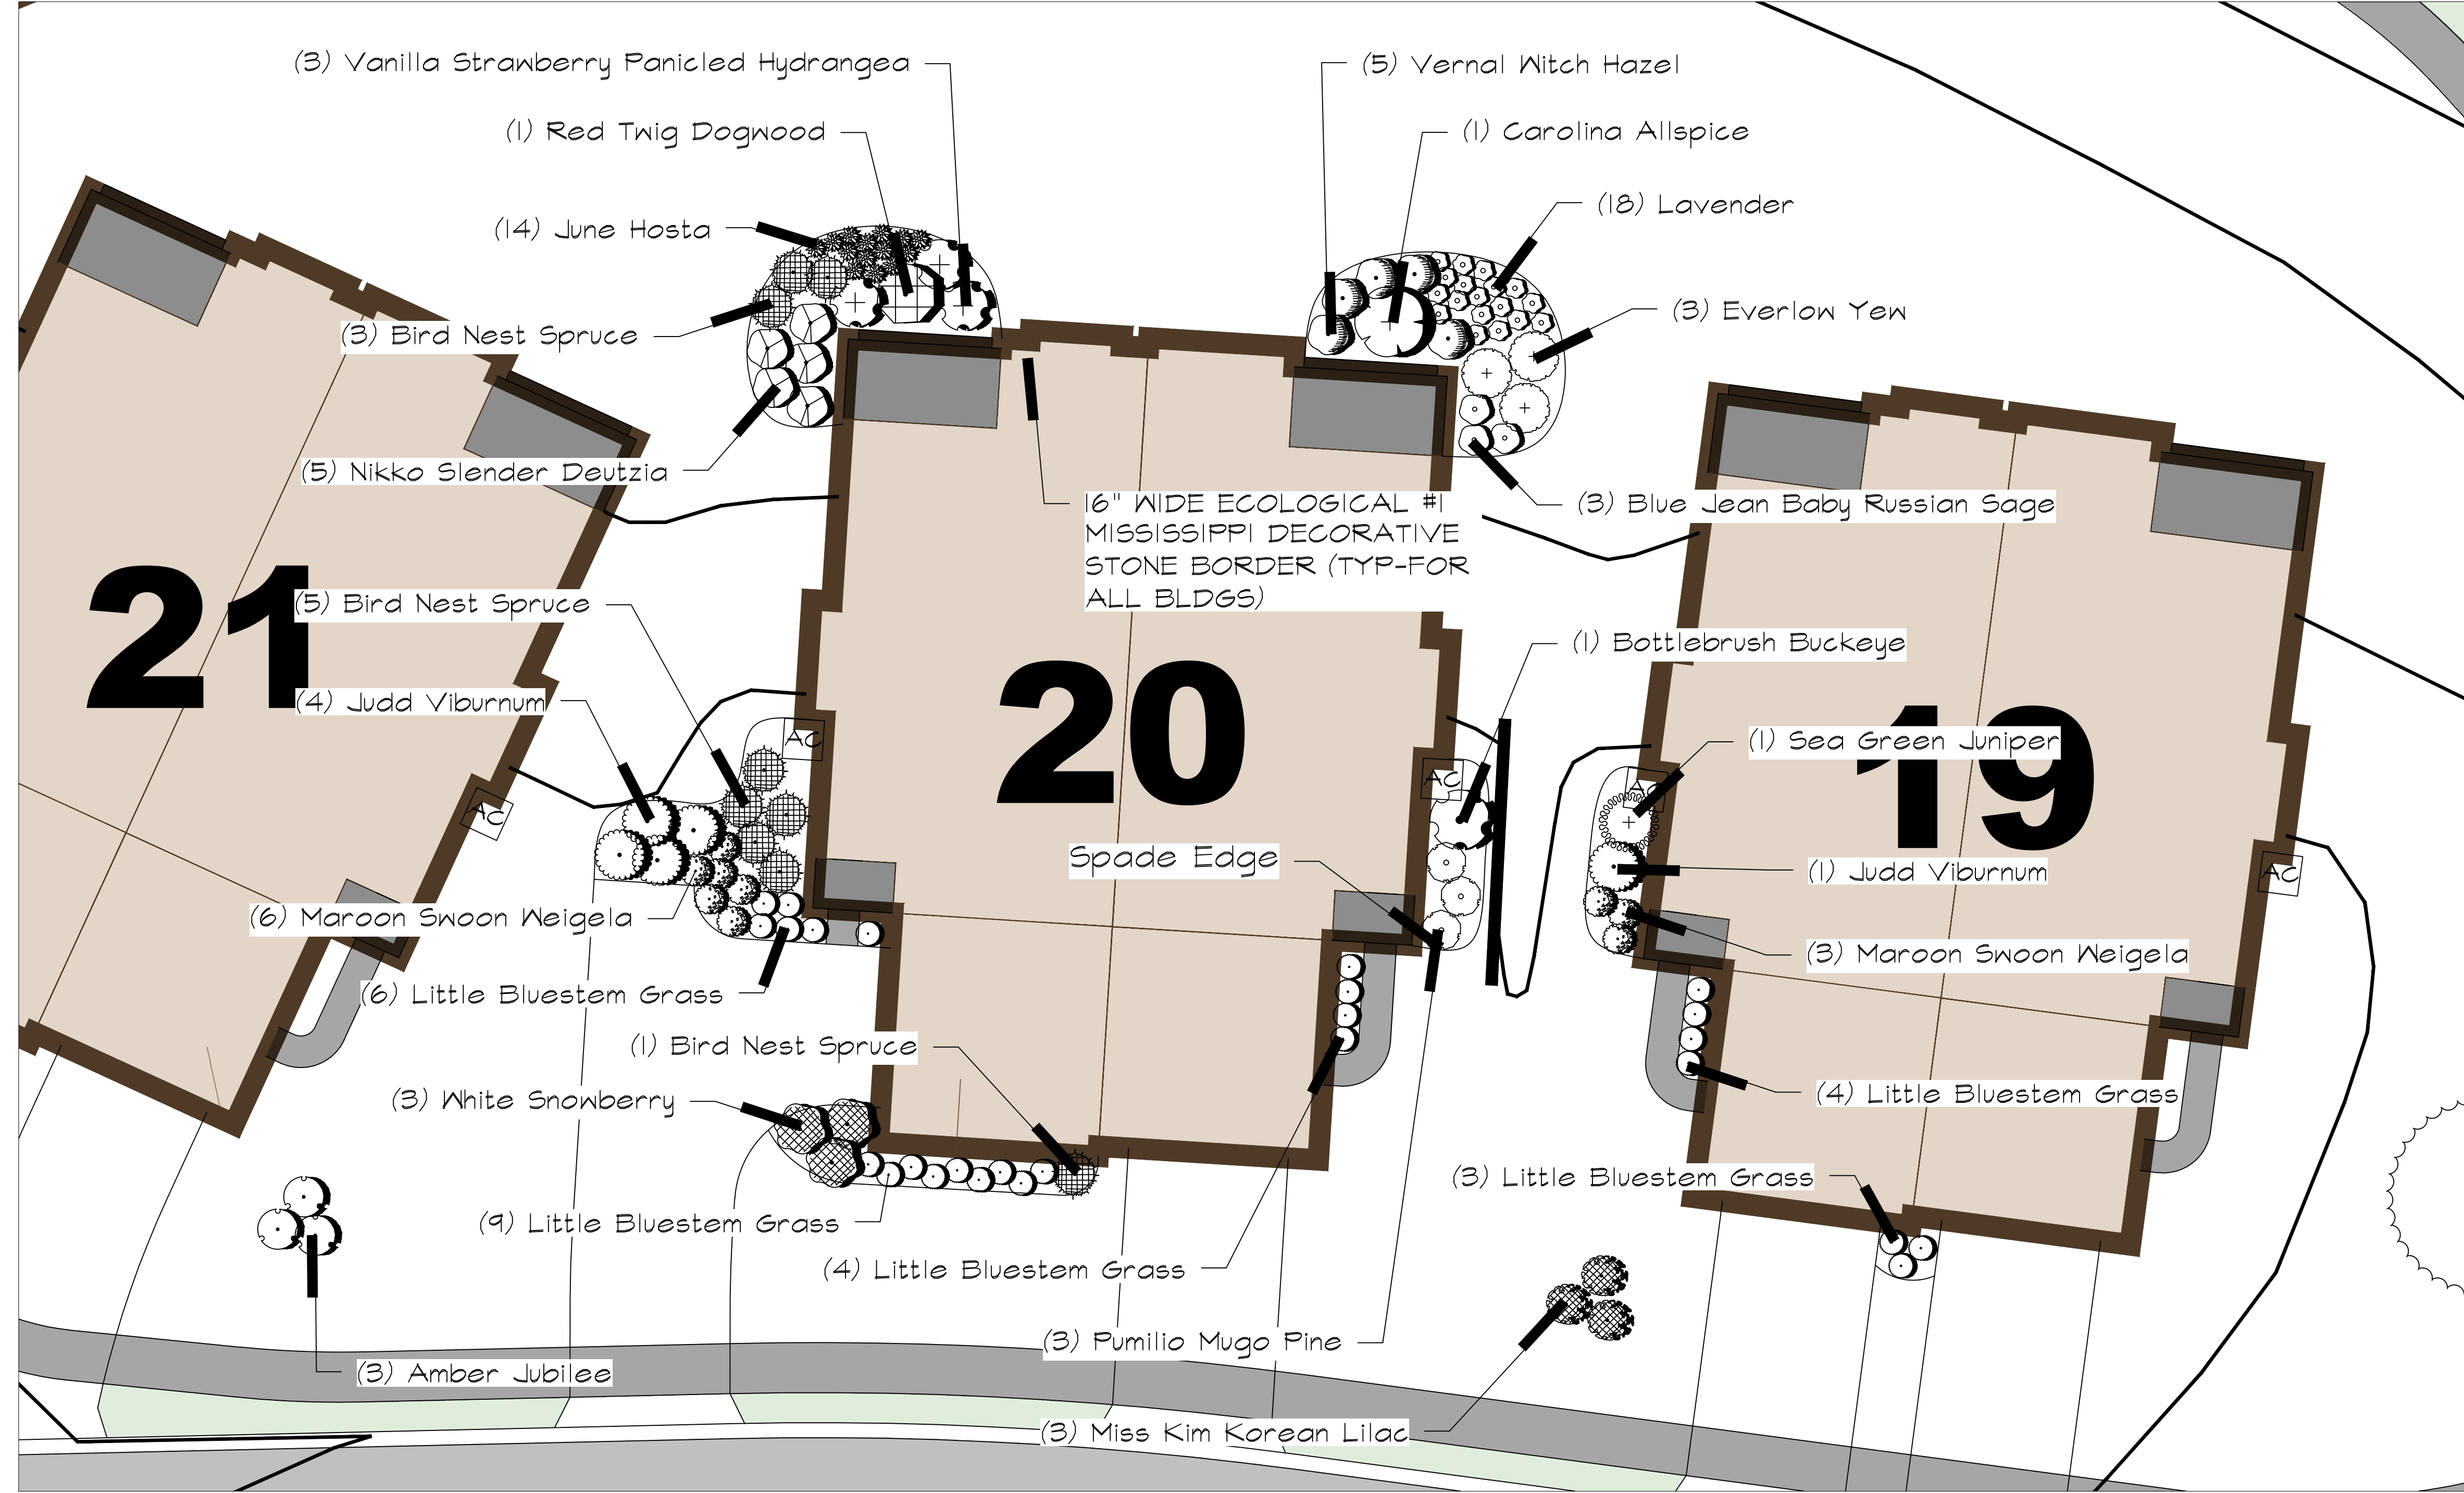 (3) Vanilla Strawberry Panicled Hydrangea
(5) Vernal Witch Hazel
(1) Red Twig Dogwood
(1) Carolina Allspice
(18) Lavender
(14) June Hosta
(3) Everlow Yew
(3) Bird Nest Spruce
(5) Nikko Slender Deutzia
16" WIDE ECOLOGICAL #1
MISSISSIPPI DECORATIVE
STONE BORDER (TYP-FOR
ALL BLDGS)
(3) Blue Jean Baby Russian Sage
21
(5) Bird Nest Spruce
(1) Bottlebrush Buckeye
20
(4) Judd Viburnum
AC
19
(1) Sea Green Juniper
AC
AC
AC
Spade Edge
(1) Judd Viburnum
AC
(6) Maroon Swoon Weigela
(3) Maroon Swoon Weigela
(6) Little Bluestem Grass
(1) Bird Nest Spruce
(3) White Snowberry
(4) Little Bluestem Grass
(3) Little Bluestem Grass
(9) Little Bluestem Grass
(4) Little Bluestem Grass
(3) Pumilio Mugo Pine
(3) Amber Jubilee
(3) Miss Kim Korean Lilac